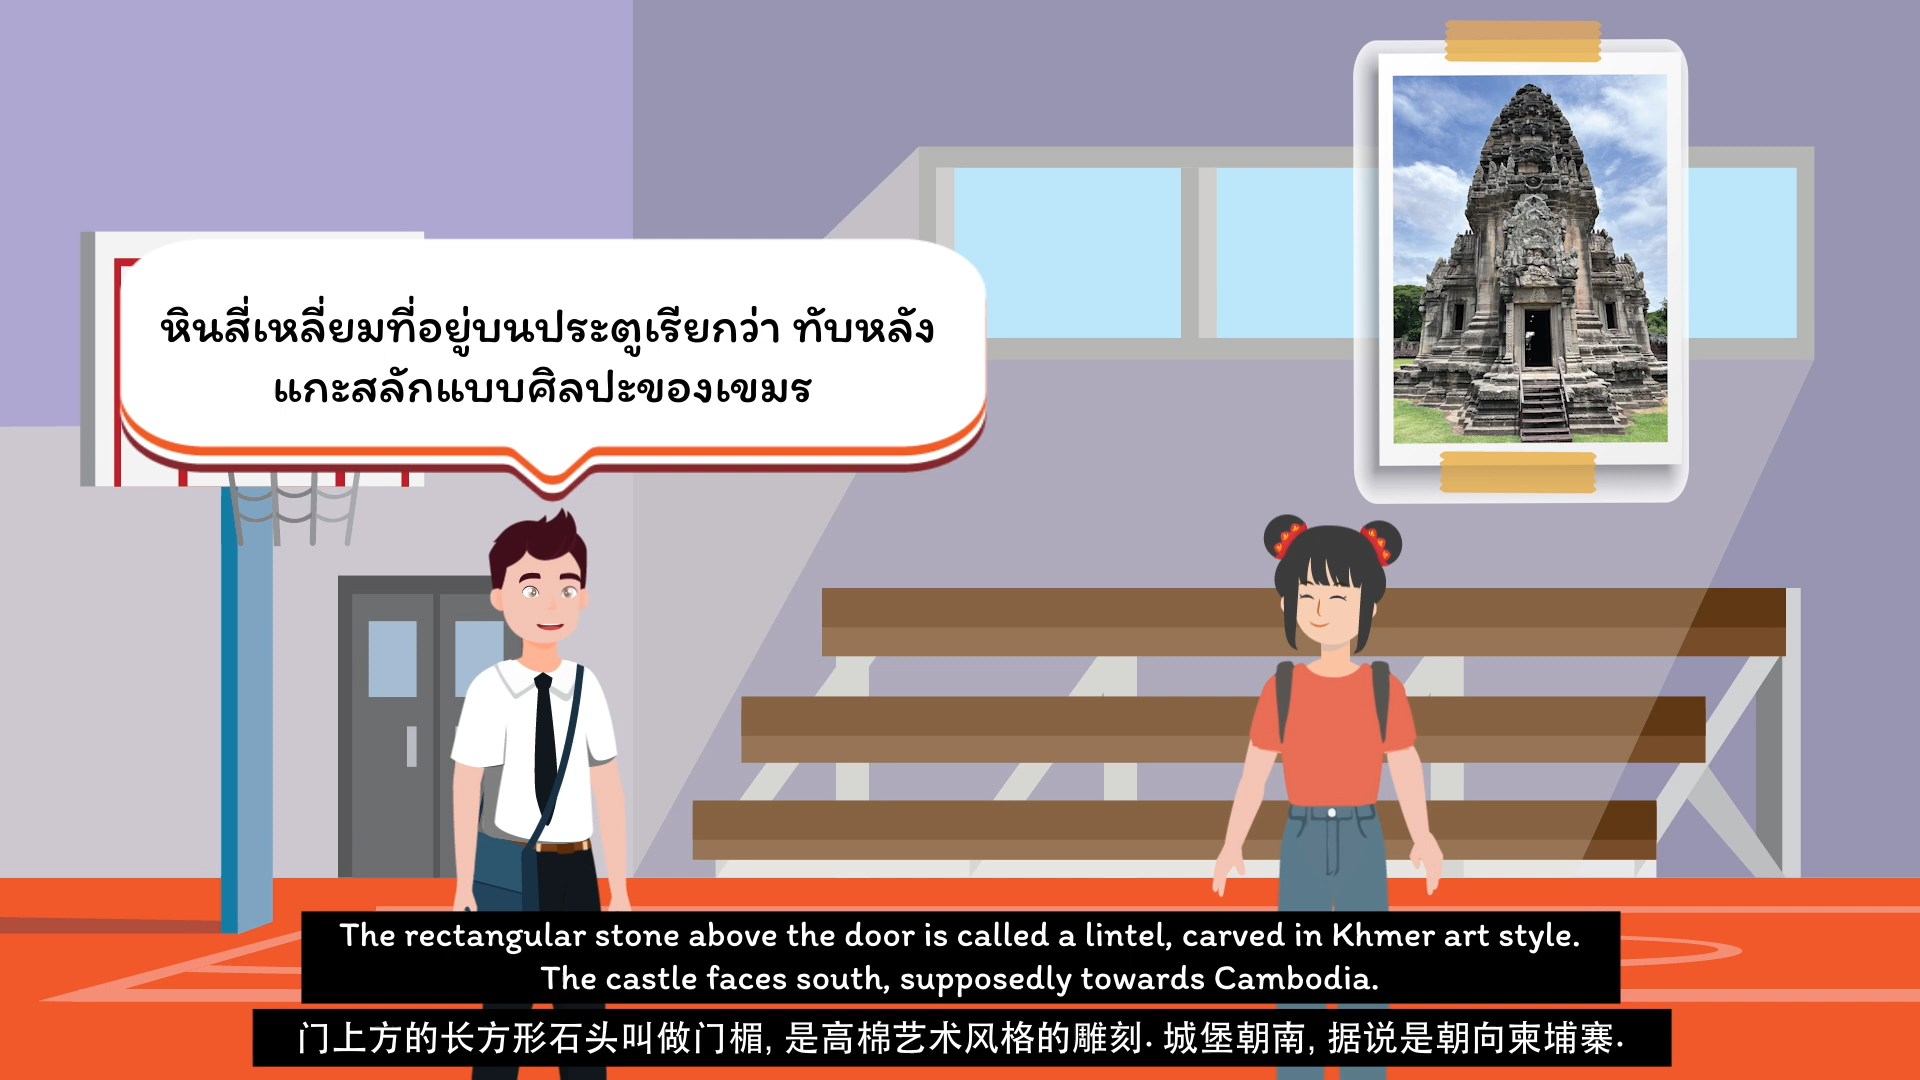 หินสี่เหลี่ยมที่อยู่บนประตูเรียกว่า ทับหลัง
แกะสลักแบบศิลปะของเขมร
The rectangular stone above the door is called a lintel, carved in Khmer art style.
The castle faces south, supposedly towards Cambodia.
门上方的长方形石头叫做门楣, 是高棉艺术风格的雕刻. 城堡朝南, 据说是朝向柬埔寨.